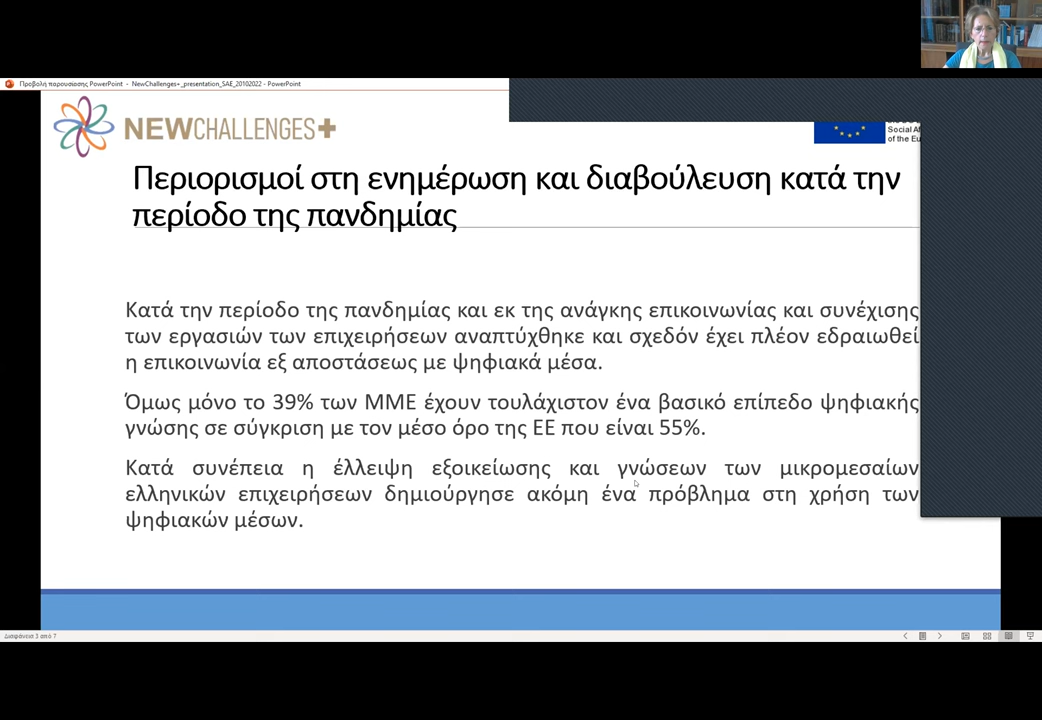 Προβολή παρουσίασης PowerPoint - NewChallenges+_presentation_SAE_20102022 - PowerPoint
NEWCHALLENGES+
Social Af
of the Eu
Περιορισμοί στη ενημέρωση και διαβούλευση κατά την
περίοδο της πανδημίας
Κατά την περίοδο της πανδημίας και εκ της ανάγκης επικοινωνίας και συνέχισης
των εργασιών των επιχειρήσεων αναπτύχθηκε και σχεδόν έχει πλέον εδραιωθεί
η επικοινωνία εξ αποστάσεως με ψηφιακά μέσα.
Όμως μόνο το 39% των ΜΜΕ έχουν τουλάχιστον ένα βασικό επίπεδο ψηφιακής
γνώσης σε σύγκριση με τον μέσο όρο της ΕΕ που είναι 55%.
Κατά συνέπεια η έλλειψη εξοικείωσης και γνώσεων των μικρομεσαίων
ελληνικών επιχειρήσεων δημιούργησε ακόμη ένα πρόβλημα στη χρήση των
ψηφιακών μέσων.
Διαφάνεια 3 από 7